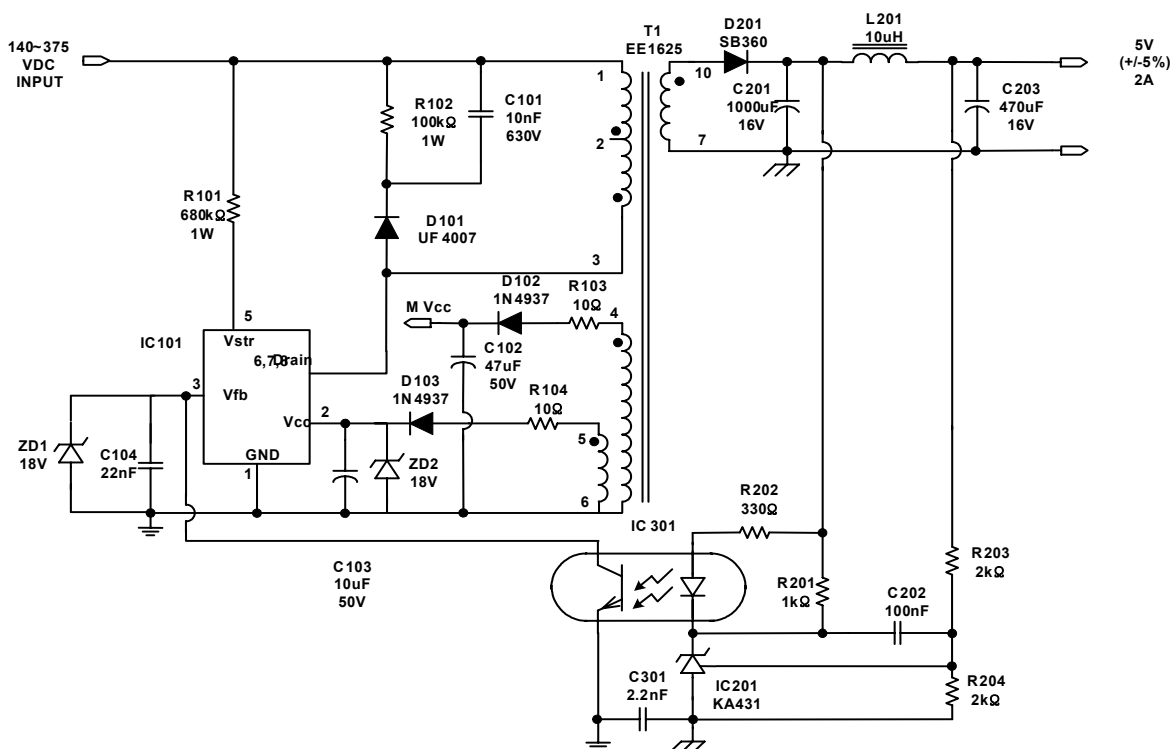 140~375
VDC
INPUT
T1
EE1625
D201
SB360
L201
10uH
5V
(+/-5%)
2A
1
2
3
10
7
R102
100kΩ
1W
C101
10nF
630V
C201
1000uF
16V
C203
470uF
16V
R101
680kΩ
1W
D101
UF 4007
D102
1N4937
R103
10Ω
4
M Vcc
IC101
5
Vstr
6,7,8
Drain
C102
47uF
50V
3
Vfb
D103
1N4937
R104
10Ω
2
Vcc
5
ZD1
18V
C104
22nF
GND
1
ZD2
18V
6
IC 301
R202
330Ω
C103
10uF
50V
R201
1kΩ
C202
100nF
R203
2kΩ
C301
2.2nF
IC201
KA431
R204
2kΩ